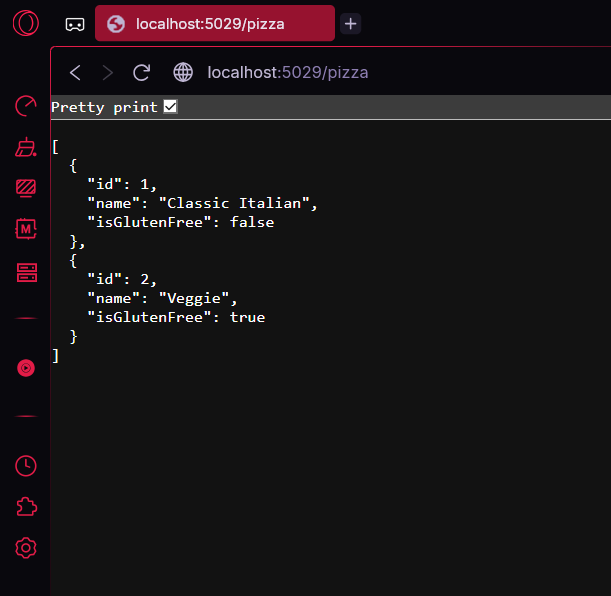 localhost:5029/pizza
localhost:5029/pizza
Pretty print
[
  {
    "id": 1,
    "name": "Classic Italian",
    "isGlutenFree": false
  },
  {
    "id": 2,
    "name": "Veggie",
    "isGlutenFree": true
  }
]
M